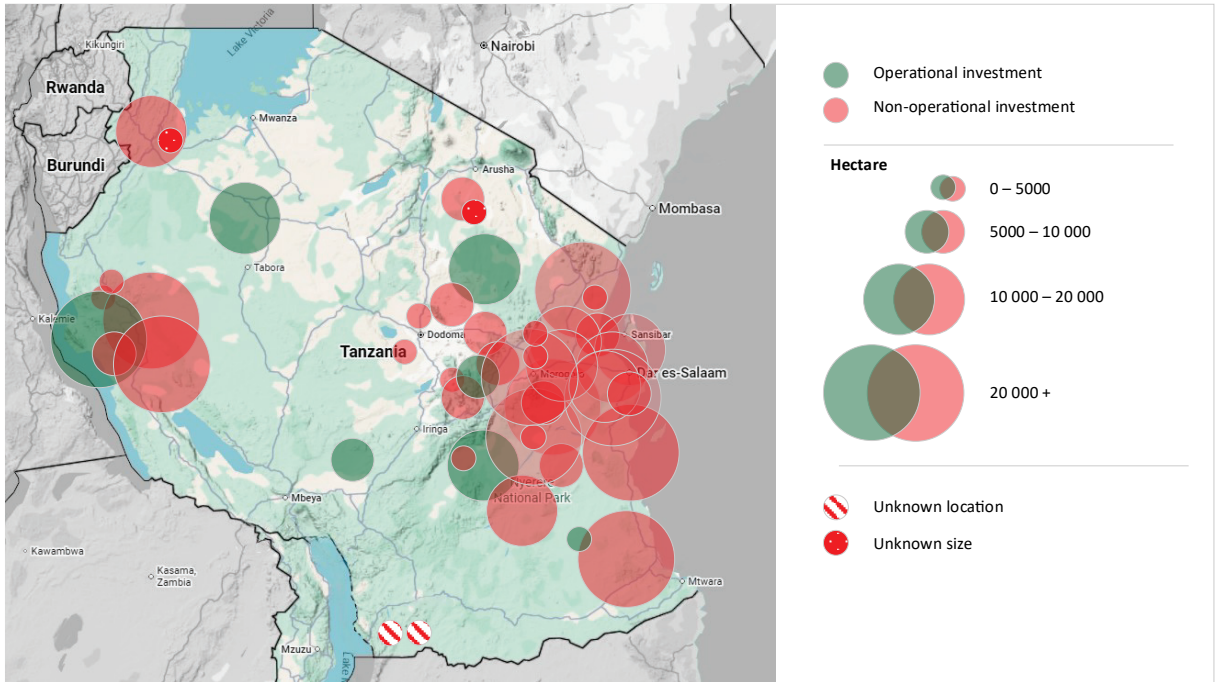 Kikungiri
Lake Victoria
Nairobi
Rwanda
Mwanza
Burundi
Arusha
Mombasa
Tabora
Kalemie
Dodoma
Sansibar
Tanzania
Dar es-Salaam
Iringa
Nyerere
National Park
Mbeya
Kawambwa
Kasama,
Zambia
Mtwara
Mzuzu
Operational investment
Non-operational investment
Hectare
0 – 5000
5000 – 10 000
10 000 – 20 000
20 000 +
Unknown location
Unknown size